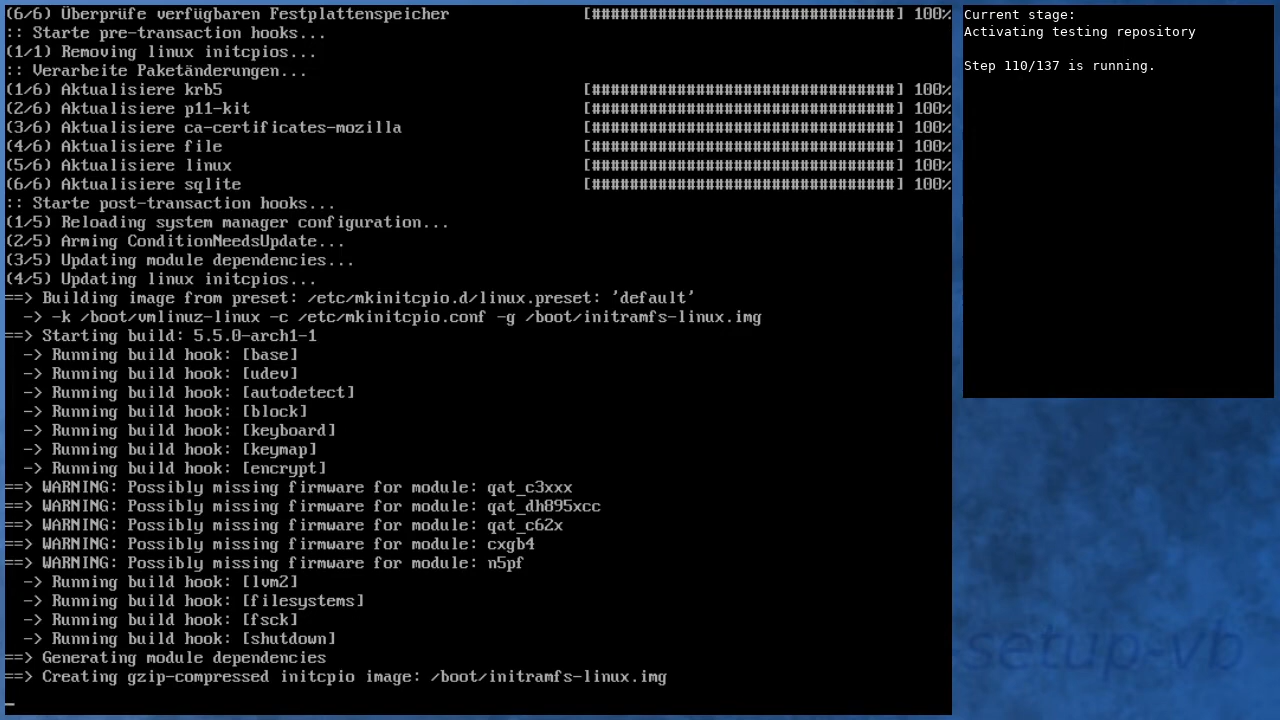 (6/6) Überprüfe verfügbaren Festplattenspeicher [################################] 100%
:: Starte pre-transaction hooks...
(1/1) Removing linux initcpios...
:: Verarbeite Paketänderungen...
(1/6) Aktualisiere krb5 [################################] 100%
(2/6) Aktualisiere p11-kit [################################] 100%
(3/6) Aktualisiere ca-certificates-mozilla [################################] 100%
(4/6) Aktualisiere file [################################] 100%
(5/6) Aktualisiere linux [################################] 100%
(6/6) Aktualisiere sqlite [################################] 100%
:: Starte post-transaction hooks...
(1/5) Reloading system manager configuration...
(2/5) Arming ConditionNeedsUpdate...
(3/5) Updating module dependencies...
(4/5) Updating linux initcpios...
==> Building image from preset: /etc/mkinitcpio.d/linux.preset: 'default'
-> -k /boot/vmlinuz-linux -c /etc/mkinitcpio.conf -g /boot/initramfs-linux.img
==> Starting build: 5.5.0-arch1-1
-> Running build hook: [base]
-> Running build hook: [udev]
-> Running build hook: [autodetect]
-> Running build hook: [block]
-> Running build hook: [keyboard]
-> Running build hook: [keymap]
-> Running build hook: [encrypt]
==> WARNING: Possibly missing firmware for module: qat_c3xxx
==> WARNING: Possibly missing firmware for module: qat_dh895xcc
==> WARNING: Possibly missing firmware for module: qat_c62x
==> WARNING: Possibly missing firmware for module: cxgb4
==> WARNING: Possibly missing firmware for module: n5pf
-> Running build hook: [lvm2]
-> Running build hook: [filesystems]
-> Running build hook: [fsck]
-> Running build hook: [shutdown]
==> Generating module dependencies
==> Creating gzip-compressed initcpio image: /boot/initramfs-linux.img
_
Current stage:
Activating testing repository
Step 110/137 is running.
setup-vb